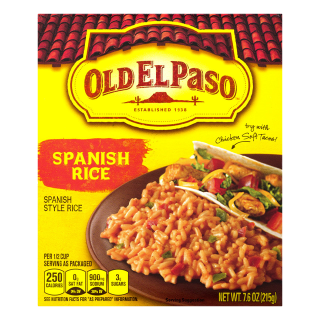 OLD EL PASO
ESTABLISHED 1938
try with
Chicken Soft Tacos!
SPANISH
RICE
SPANISH
STYLE RICE
PER 1/2 CUP
SERVING AS PACKAGED
250
CALORIES
0g
SAT FAT
0% DV
900mg
SODIUM
3g
SUGARS
SEE NUTRITION FACTS FOR "AS PREPARED" INFORMATION
NET WT. 7.6 OZ (215g)